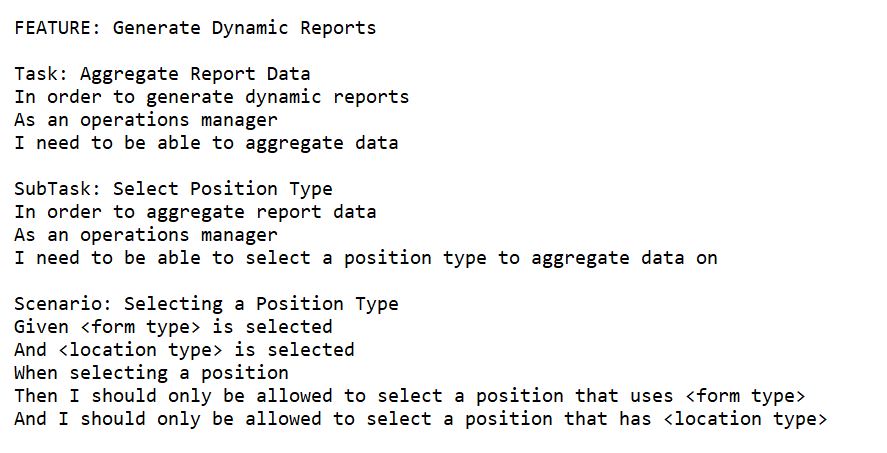 FEATURE: Generate Dynamic Reports
Task: Aggregate Report Data
In order to generate dynamic reports
As an operations manager
I need to be able to aggregate data
SubTask: Select Position Type
In order to aggregate report data
As an operations manager
I need to be able to select a position type to aggregate data on
Scenario: Selecting a Position Type
Given <form type> is selected
And <location type> is selected
When selecting a position
Then I should only be allowed to select a position that uses <form type>
And I should only be allowed to select a position that has <location type>